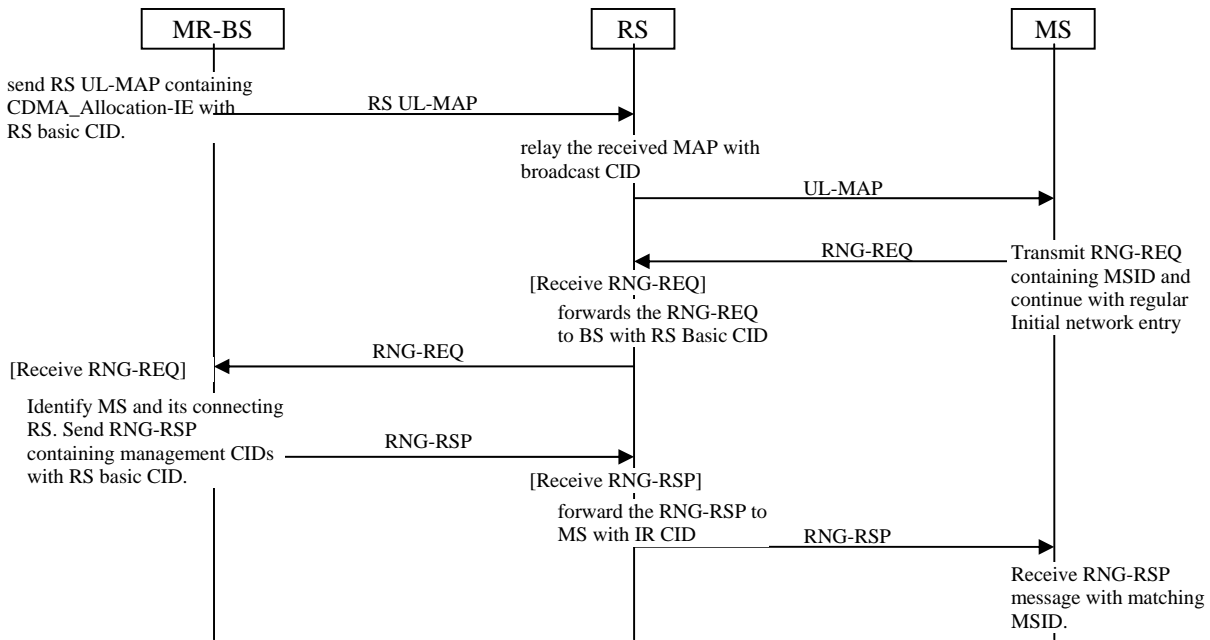 MR-BS
RS
MS
send RS UL-MAP containing
CDMA_Allocation-IE with
RS basic CID.
RS UL-MAP
relay the received MAP with
broadcast CID
UL-MAP
RNG-REQ
Transmit RNG-REQ
containing MSID and
continue with regular
Initial network entry
[Receive RNG-REQ]
forwards the RNG-REQ
to BS with RS Basic CID
RNG-REQ
[Receive RNG-REQ]
Identify MS and its connecting
RS. Send RNG-RSP
containing management CIDs
with RS basic CID.
RNG-RSP
[Receive RNG-RSP]
forward the RNG-RSP to
MS with IR CID
RNG-RSP
Receive RNG-RSP
message with matching
MSID.